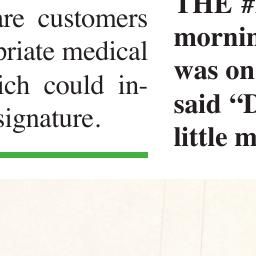 are customers
priate medical
ich could in-
signature.
THE #
mornin
was on
said “D
little m